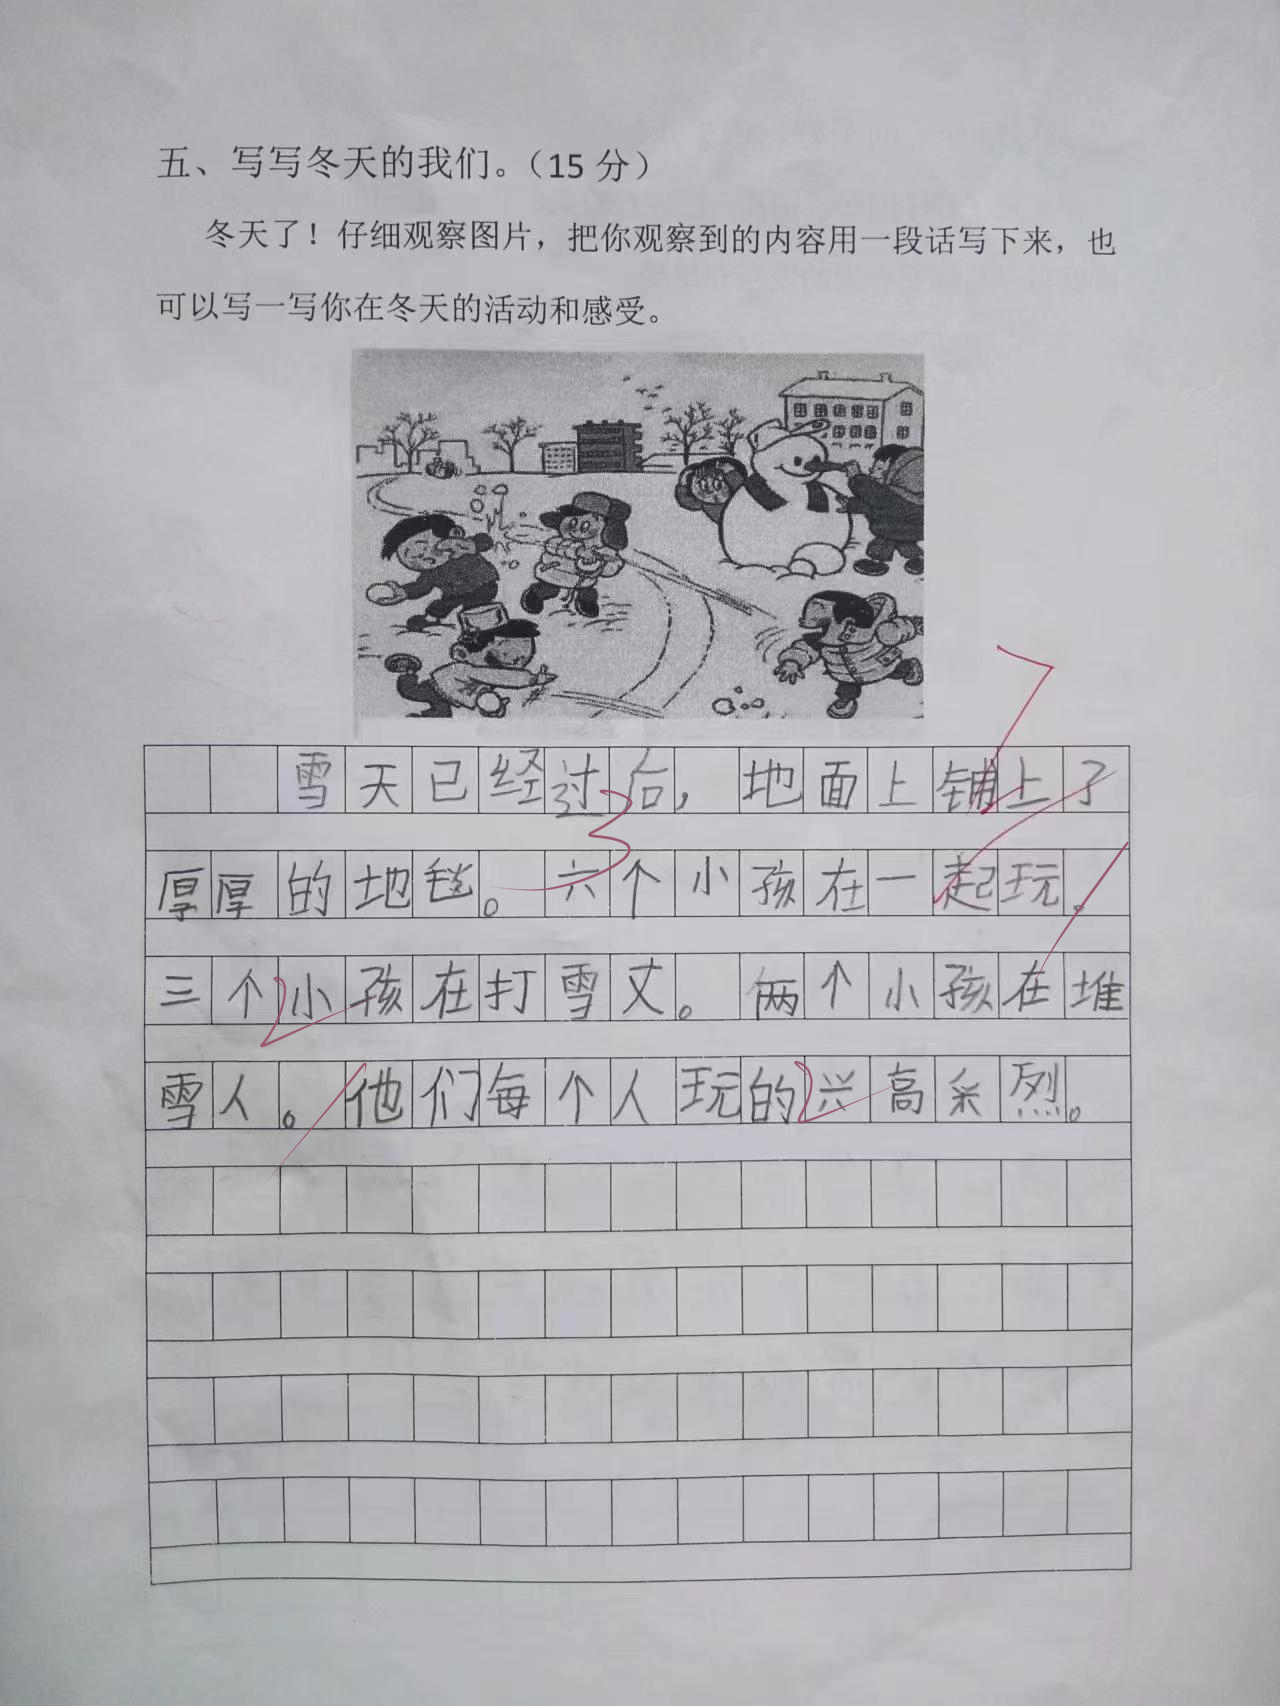 五、写写冬天的我们。（15 分）
冬天了！仔细观察图片，把你观察到的内容用一段话写下来，也
可以写一写你在冬天的活动和感受。
雪天已经过后，地面上铺上了
厚厚的地毯。六个小孩在一起玩。
三个小孩在打雪丈。两个小孩在堆
雪人。他们每个人玩的兴高采烈。